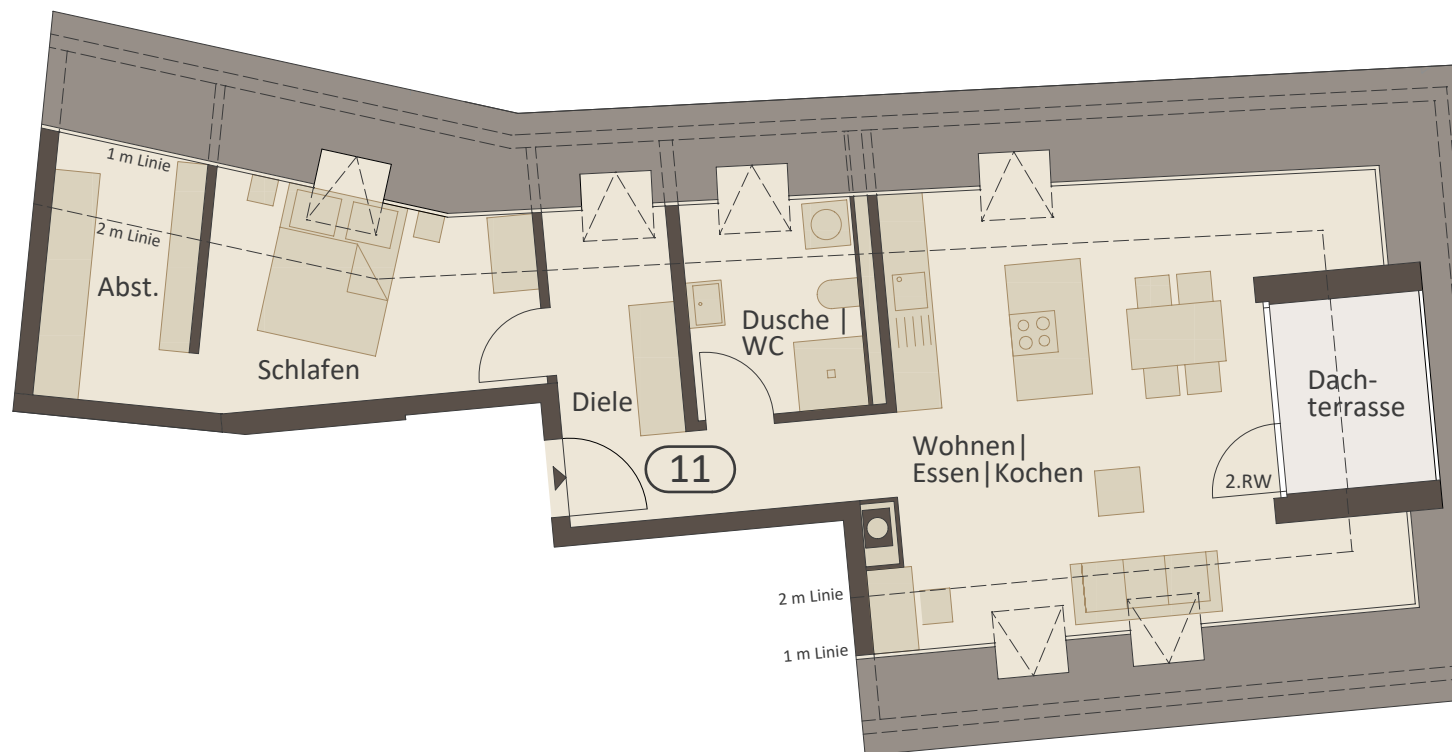 1 m Linie
2 m Linie
Abst.
Schlafen
Diele
Dusche |
WC
11
Wohnen|
Essen|Kochen
Dach-
terrasse
2.RW
2 m Linie
1 m Linie